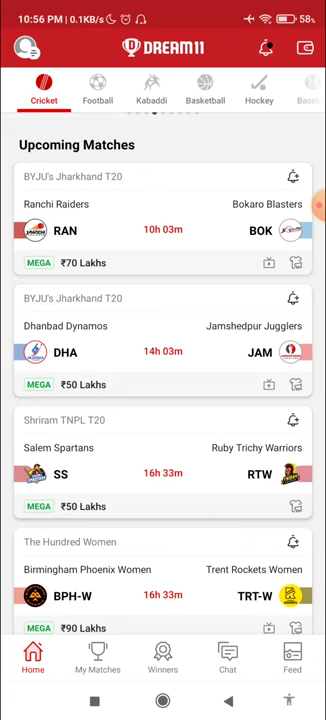 10:56 PM | 0.1KB/s
58%
DREAM11
Cricket Football Kabaddi Basketball Hockey Baseb
Upcoming Matches
BYJU's Jharkhand T20
Ranchi Raiders Bokaro Blasters
RAN 10h 03m BOK
MEGA ₹70 Lakhs
BYJU's Jharkhand T20
Dhanbad Dynamos Jamshedpur Jugglers
DHA 14h 03m JAM
MEGA ₹50 Lakhs
Shriram TNPL T20
Salem Spartans Ruby Trichy Warriors
SS 16h 33m RTW
MEGA ₹50 Lakhs
The Hundred Women
Birmingham Phoenix Women Trent Rockets Women
BPH-W 16h 33m TRT-W
MEGA ₹90 Lakhs
Home My Matches Winners Chat Feed